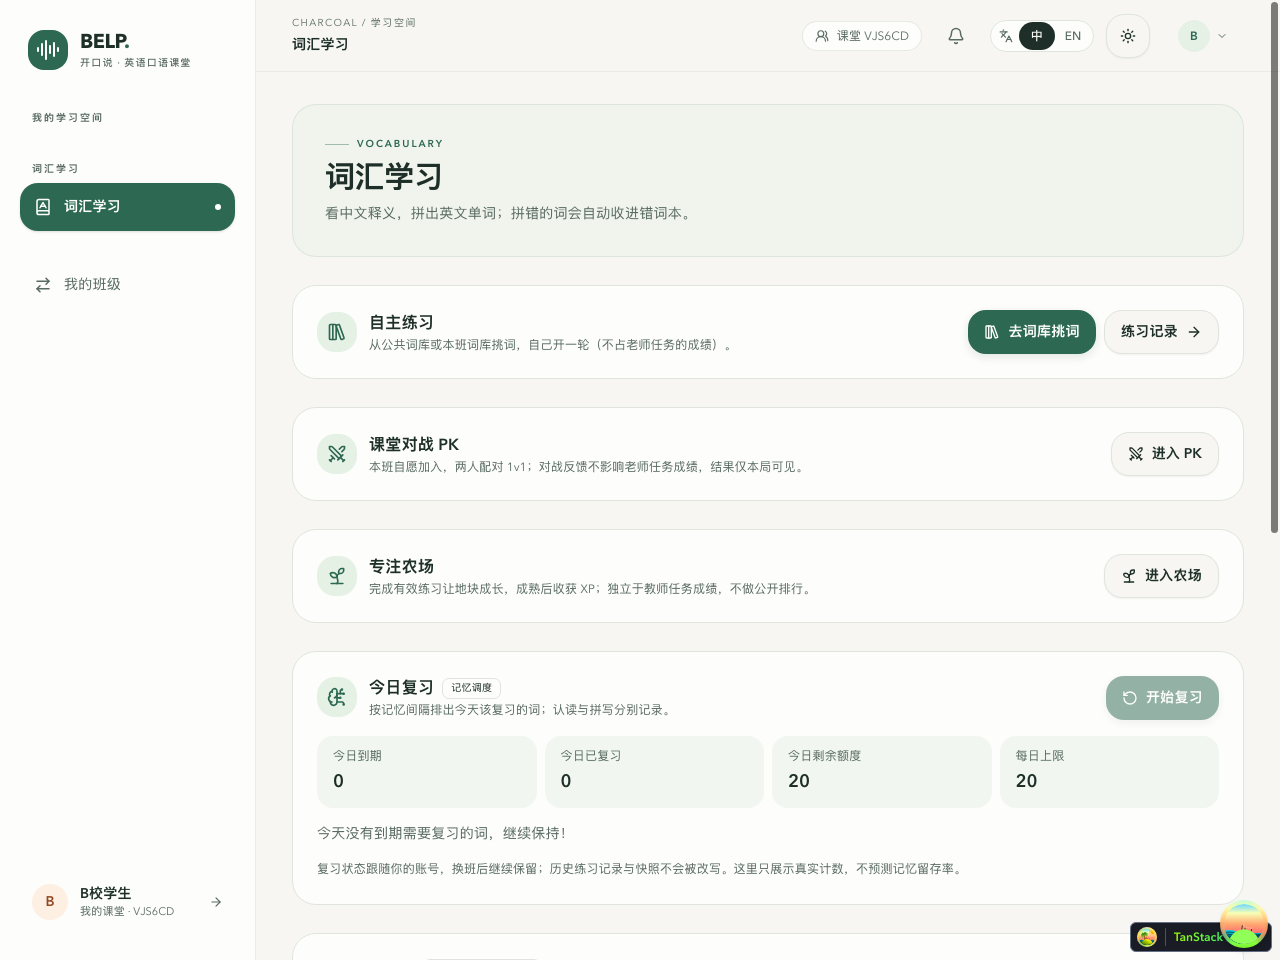 BELP.
开口说 · 英语口语课堂
我的学习空间
词汇学习
词汇学习
我的班级
B
B校学生
我的课堂 · VJS6CD
CHARCOAL / 学习空间
词汇学习
课堂 VJS6CD
中
EN
B
VOCABULARY
词汇学习
看中文释义，拼出英文单词；拼错的词会自动收进错词本。
自主练习
从公共词库或本班词库挑词，自己开一轮（不占老师任务的成绩）。
去词库挑词
练习记录
课堂对战 PK
本班自愿加入，两人配对 1v1；对战反馈不影响老师任务成绩，结果仅本局可见。
进入 PK
专注农场
完成有效练习让地块成长，成熟后收获 XP；独立于教师任务成绩，不做公开排行。
进入农场
今日复习
记忆调度
按记忆间隔排出今天该复习的词；认读与拼写分别记录。
开始复习
今日到期
0
今日已复习
0
今日剩余额度
20
每日上限
20
今天没有到期需要复习的词，继续保持！
复习状态跟随你的账号，换班后继续保留；历史练习记录与快照不会被改写。这里只展示真实计数，不预测记忆留存率。
TanStack